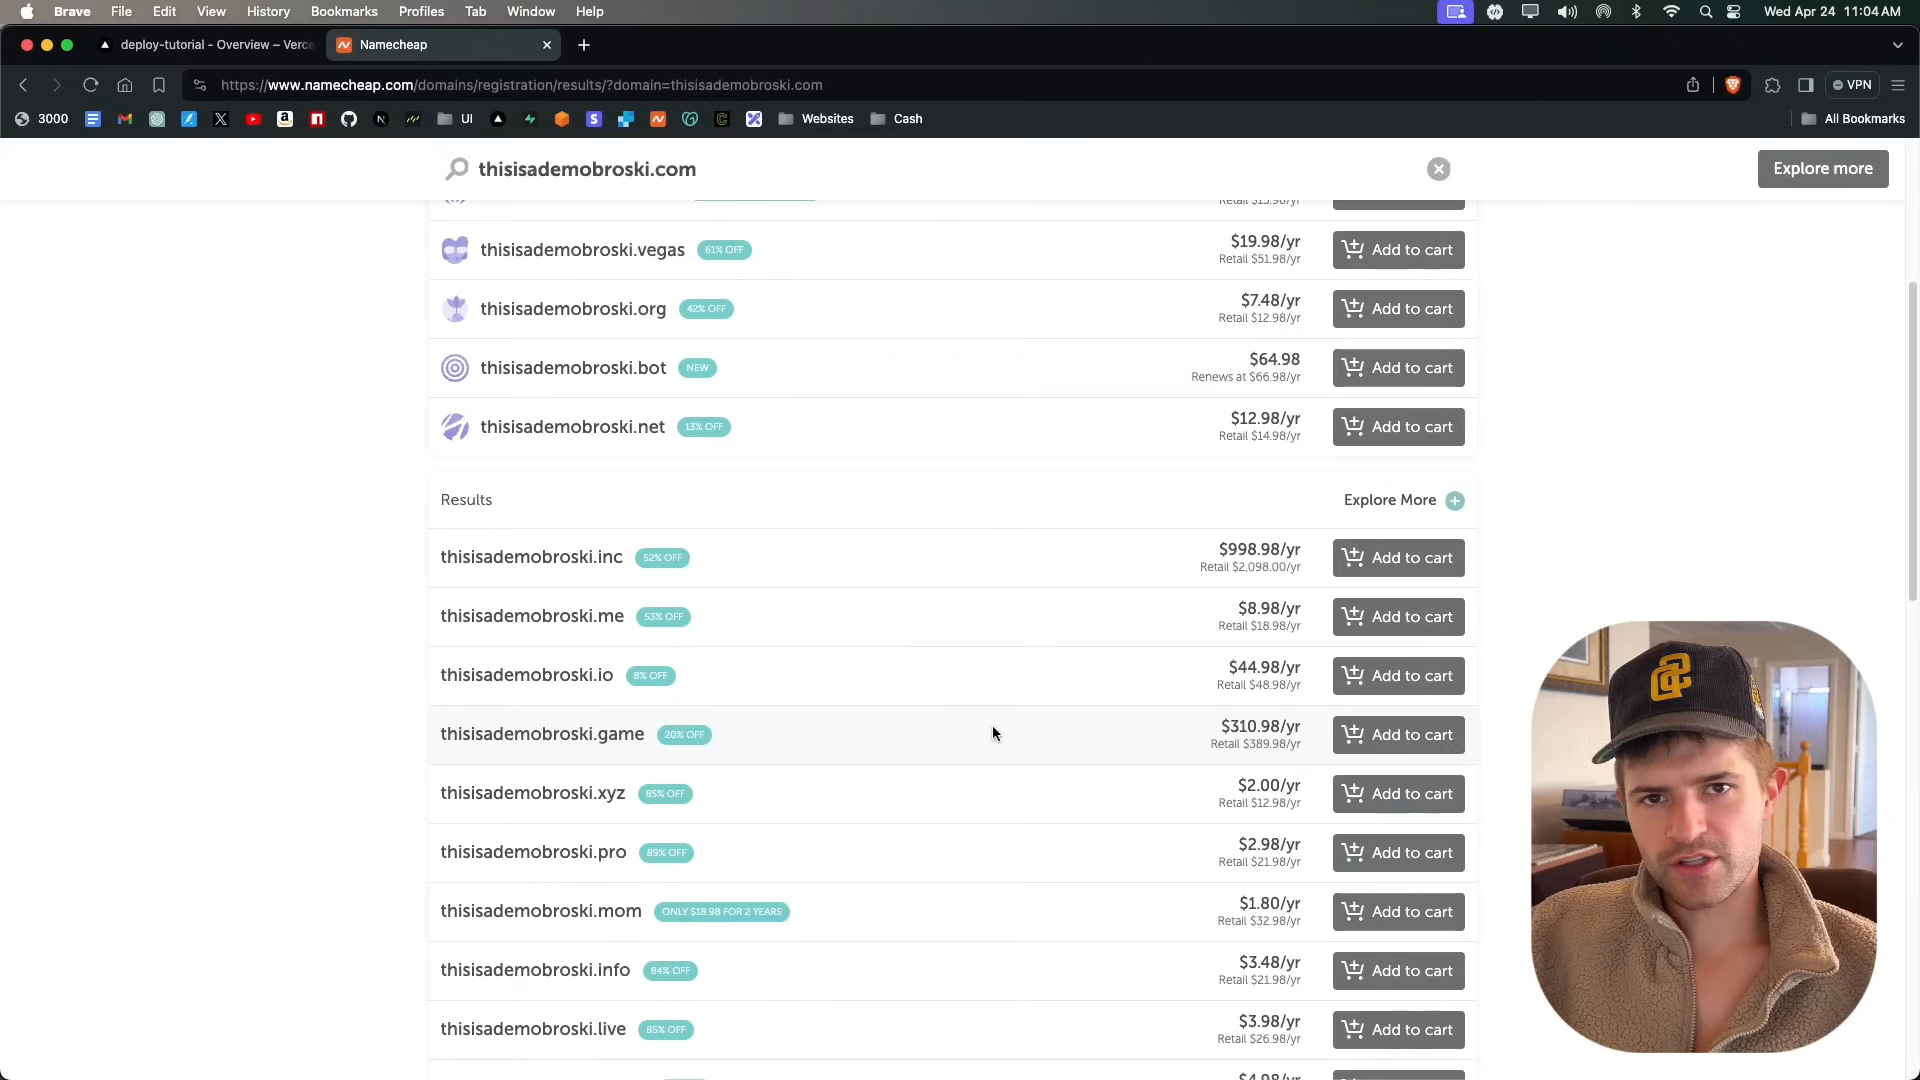 Brave File Edit View History Bookmarks Profiles Tab Window Help Wed Apr 24 11:04 AM
deploy-tutorial - Overview – Verce Namecheap
https://www.namecheap.com/domains/registration/results/?domain=thisisademobroski.com VPN
3000 UI Websites Cash All Bookmarks
thisisademobroski.com Explore more
Retail $15.98/yr
thisisademobroski.vegas 61% OFF $19.98/yr Add to cart
Retail $51.98/yr
thisisademobroski.org 42% OFF $7.48/yr Add to cart
Retail $12.98/yr
thisisademobroski.bot NEW $64.98 Add to cart
Renews at $66.98/yr
thisisademobroski.net 13% OFF $12.98/yr Add to cart
Retail $14.98/yr
Results Explore More
thisisademobroski.inc 52% OFF $998.98/yr Add to cart
Retail $2,098.00/yr
thisisademobroski.me 53% OFF $8.98/yr Add to cart
Retail $18.98/yr
thisisademobroski.io 8% OFF $44.98/yr Add to cart
Retail $48.98/yr
thisisademobroski.game 20% OFF $310.98/yr Add to cart
Retail $389.98/yr
thisisademobroski.xyz 85% OFF $2.00/yr Add to cart
Retail $12.98/yr
thisisademobroski.pro 89% OFF $2.98/yr Add to cart
Retail $21.98/yr
thisisademobroski.mom ONLY $18.98 FOR 2 YEARS $1.80/yr Add to cart
Retail $32.98/yr
thisisademobroski.info 84% OFF $3.48/yr Add to cart
Retail $21.98/yr
thisisademobroski.live 85% OFF $3.98/yr Add to cart
Retail $26.98/yr
$4.98/yr